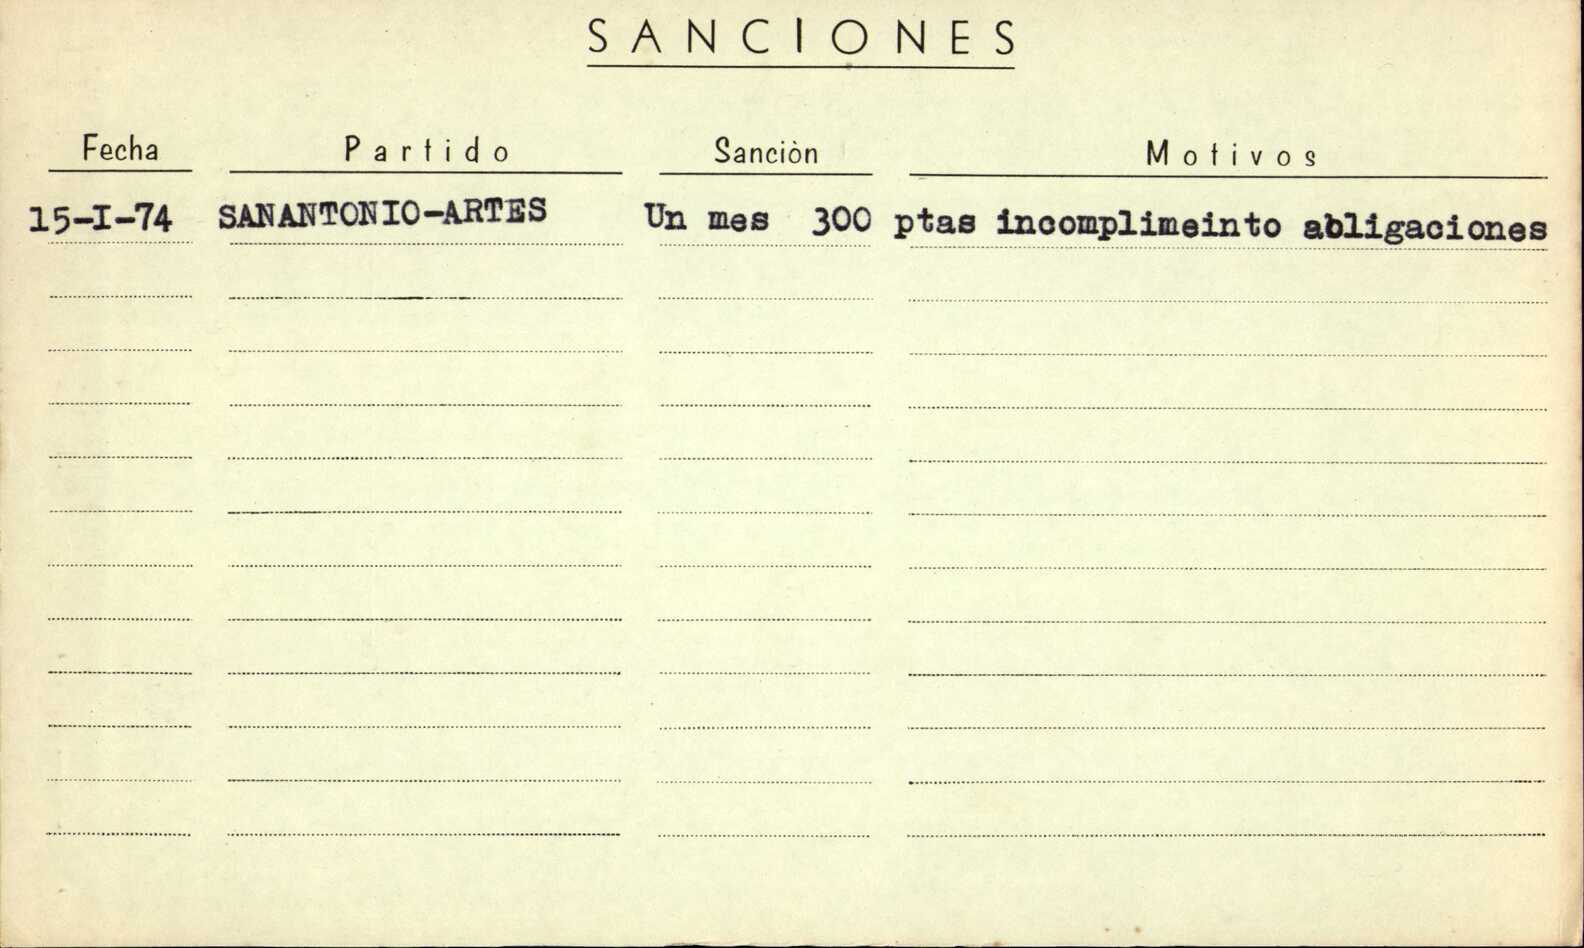 SANCIONES
Fecha Partido Sanciòn Motivos
15-I-74 SANANTONIO-ARTES Un mes 300 ptas incomplimeinto abligaciones